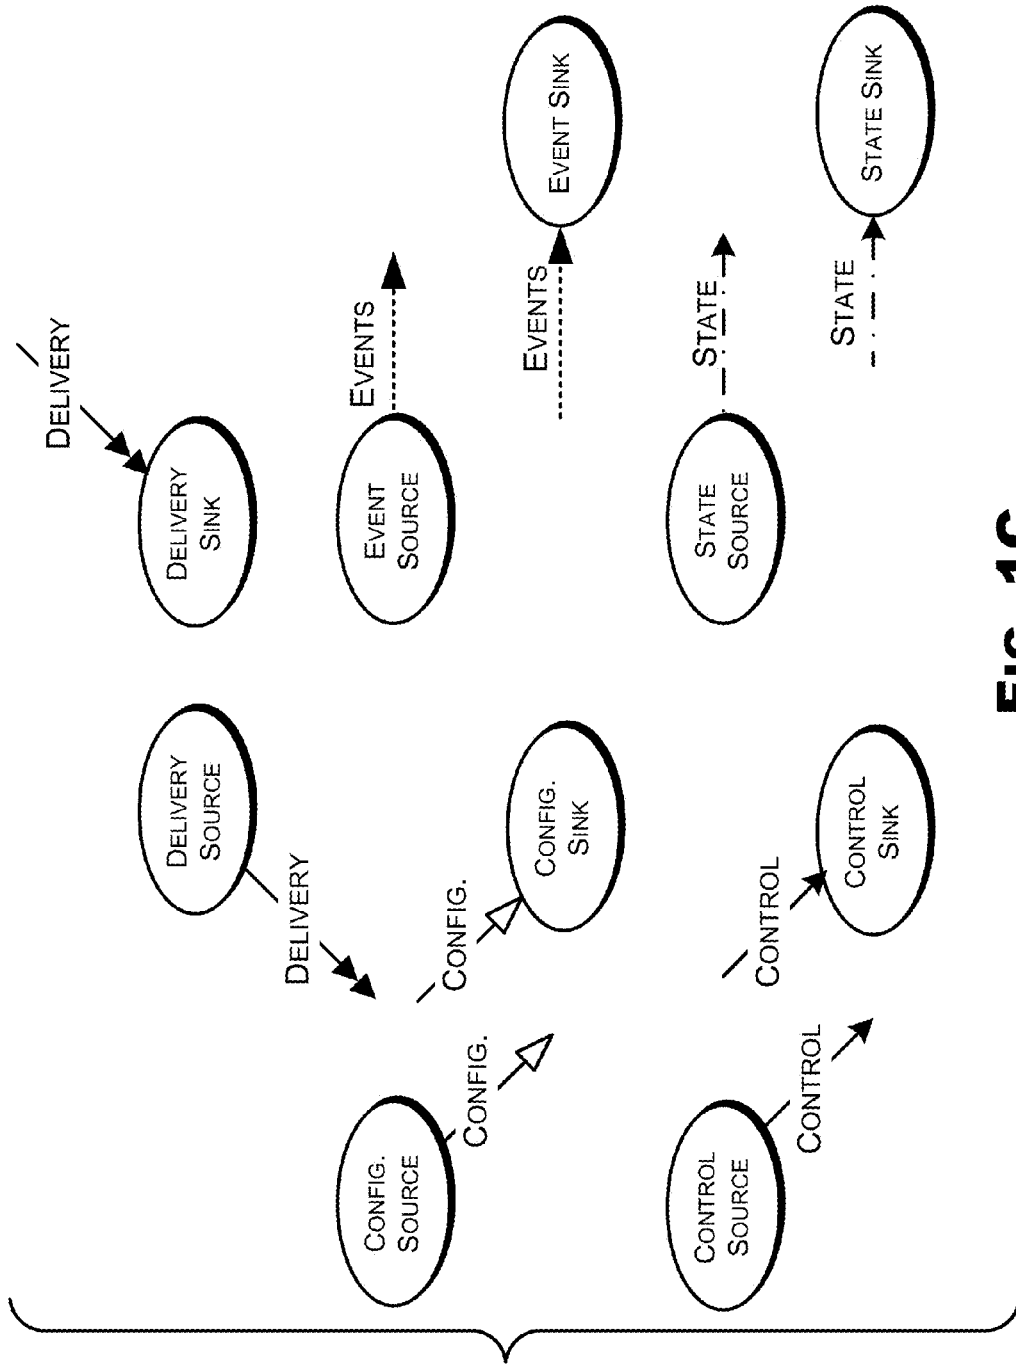 DELIVERY
DELIVERY
SOURCE
DELIVERY
SINK
DELIVERY
CONFIG.
SOURCE
EVENT
SOURCE
EVENTS
CONFIG.
CONFIG.
CONFIG.
SINK
EVENTS
EVENT SINK
CONTROL
SOURCE
STATE
SOURCE
STATE
CONTROL
CONTROL
CONTROL
SINK
STATE
STATE SINK
FIG. 1C